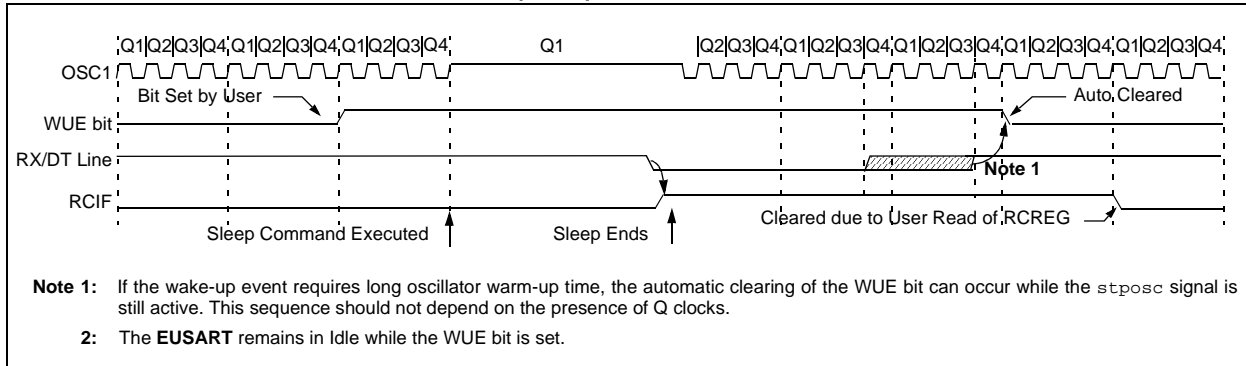 Q1 Q2 Q3 Q4 Q1 Q2 Q3 Q4 Q1 Q2 Q3 Q4 Q1 Q2 Q3 Q4 Q1 Q2 Q3 Q4 Q1 Q2 Q3 Q4 Q1 Q2 Q3 Q4 Q1 Q2 Q3 Q4
OSC1
Bit Set by User
Auto Cleared
WUE bit
RX/DT Line
Note 1
RCIF
Cleared due to User Read of RCREG
Sleep Command Executed
Sleep Ends
Note 1: If the wake-up event requires long oscillator warm-up time, the automatic clearing of the WUE bit can occur while the stposc signal is
still active. This sequence should not depend on the presence of Q clocks.
2: The EUSART remains in Idle while the WUE bit is set.